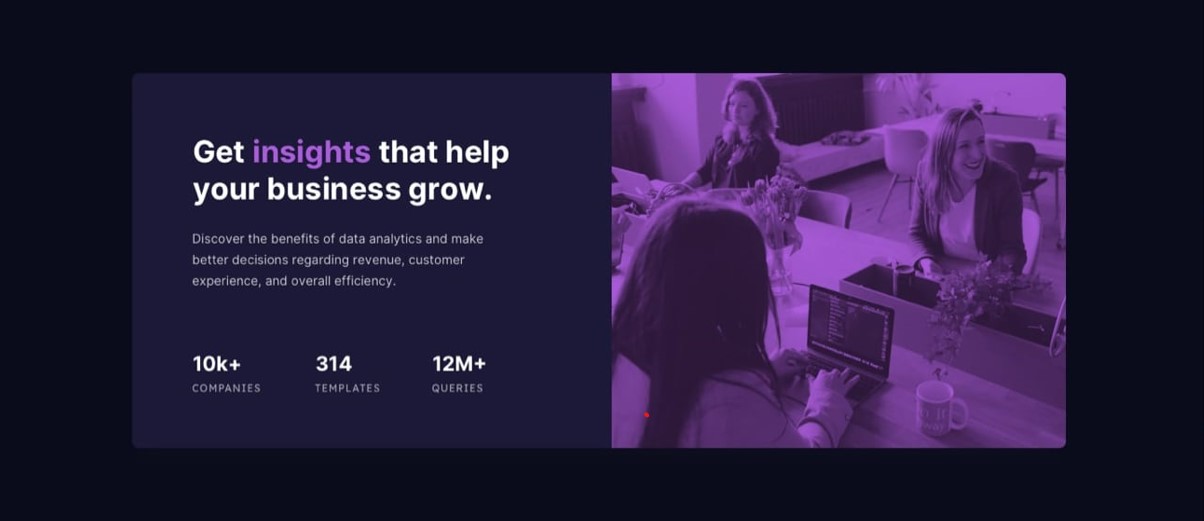 Get insights that help
your business grow.
Discover the benefits of data analytics and make
better decisions regarding revenue, customer
experience, and overall efficiency.
10k+ 314 12M+
COMPANIES TEMPLATES QUERIES